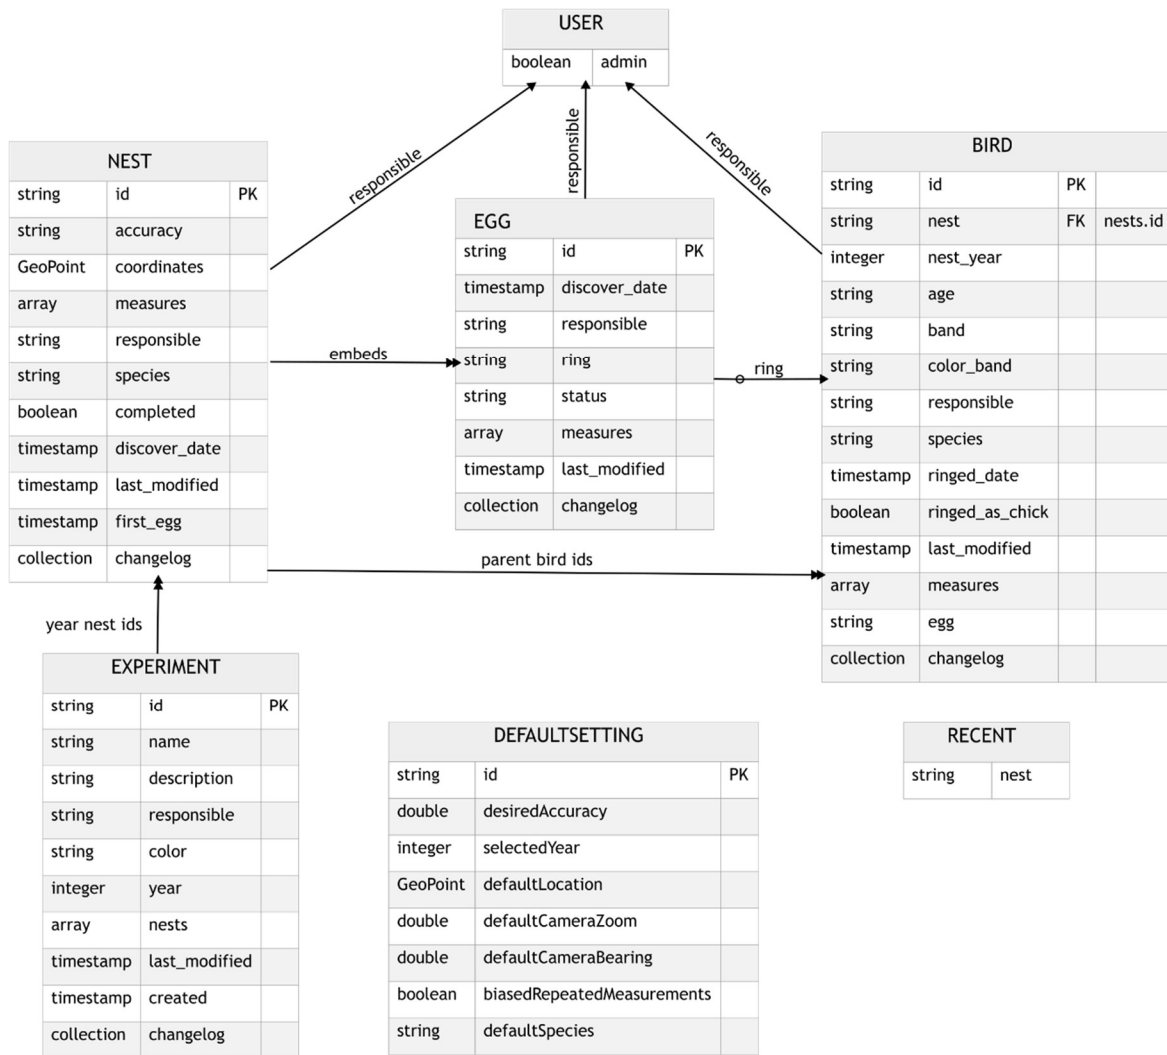 USER
boolean admin
responsible
responsible
responsible
NEST
string id PK
string accuracy
GeoPoint coordinates
array measures
string responsible
string species
boolean completed
timestamp discover_date
timestamp last_modified
timestamp first_egg
collection changelog
embeds
EGG
string id PK
timestamp discover_date
string responsible
string ring
string status
array measures
timestamp last_modified
collection changelog
ring
BIRD
string id PK
string nest FK nests.id
integer nest_year
string age
string band
string color_band
string responsible
string species
timestamp ringed_date
boolean ringed_as_chick
timestamp last_modified
array measures
string egg
collection changelog
parent bird ids
year nest ids
EXPERIMENT
string id PK
string name
string description
string responsible
string color
integer year
array nests
timestamp last_modified
timestamp created
collection changelog
DEFAULTSETTING
string id PK
double desiredAccuracy
integer selectedYear
GeoPoint defaultLocation
double defaultCameraZoom
double defaultCameraBearing
boolean biasedRepeatedMeasurements
string defaultSpecies
RECENT
string nest